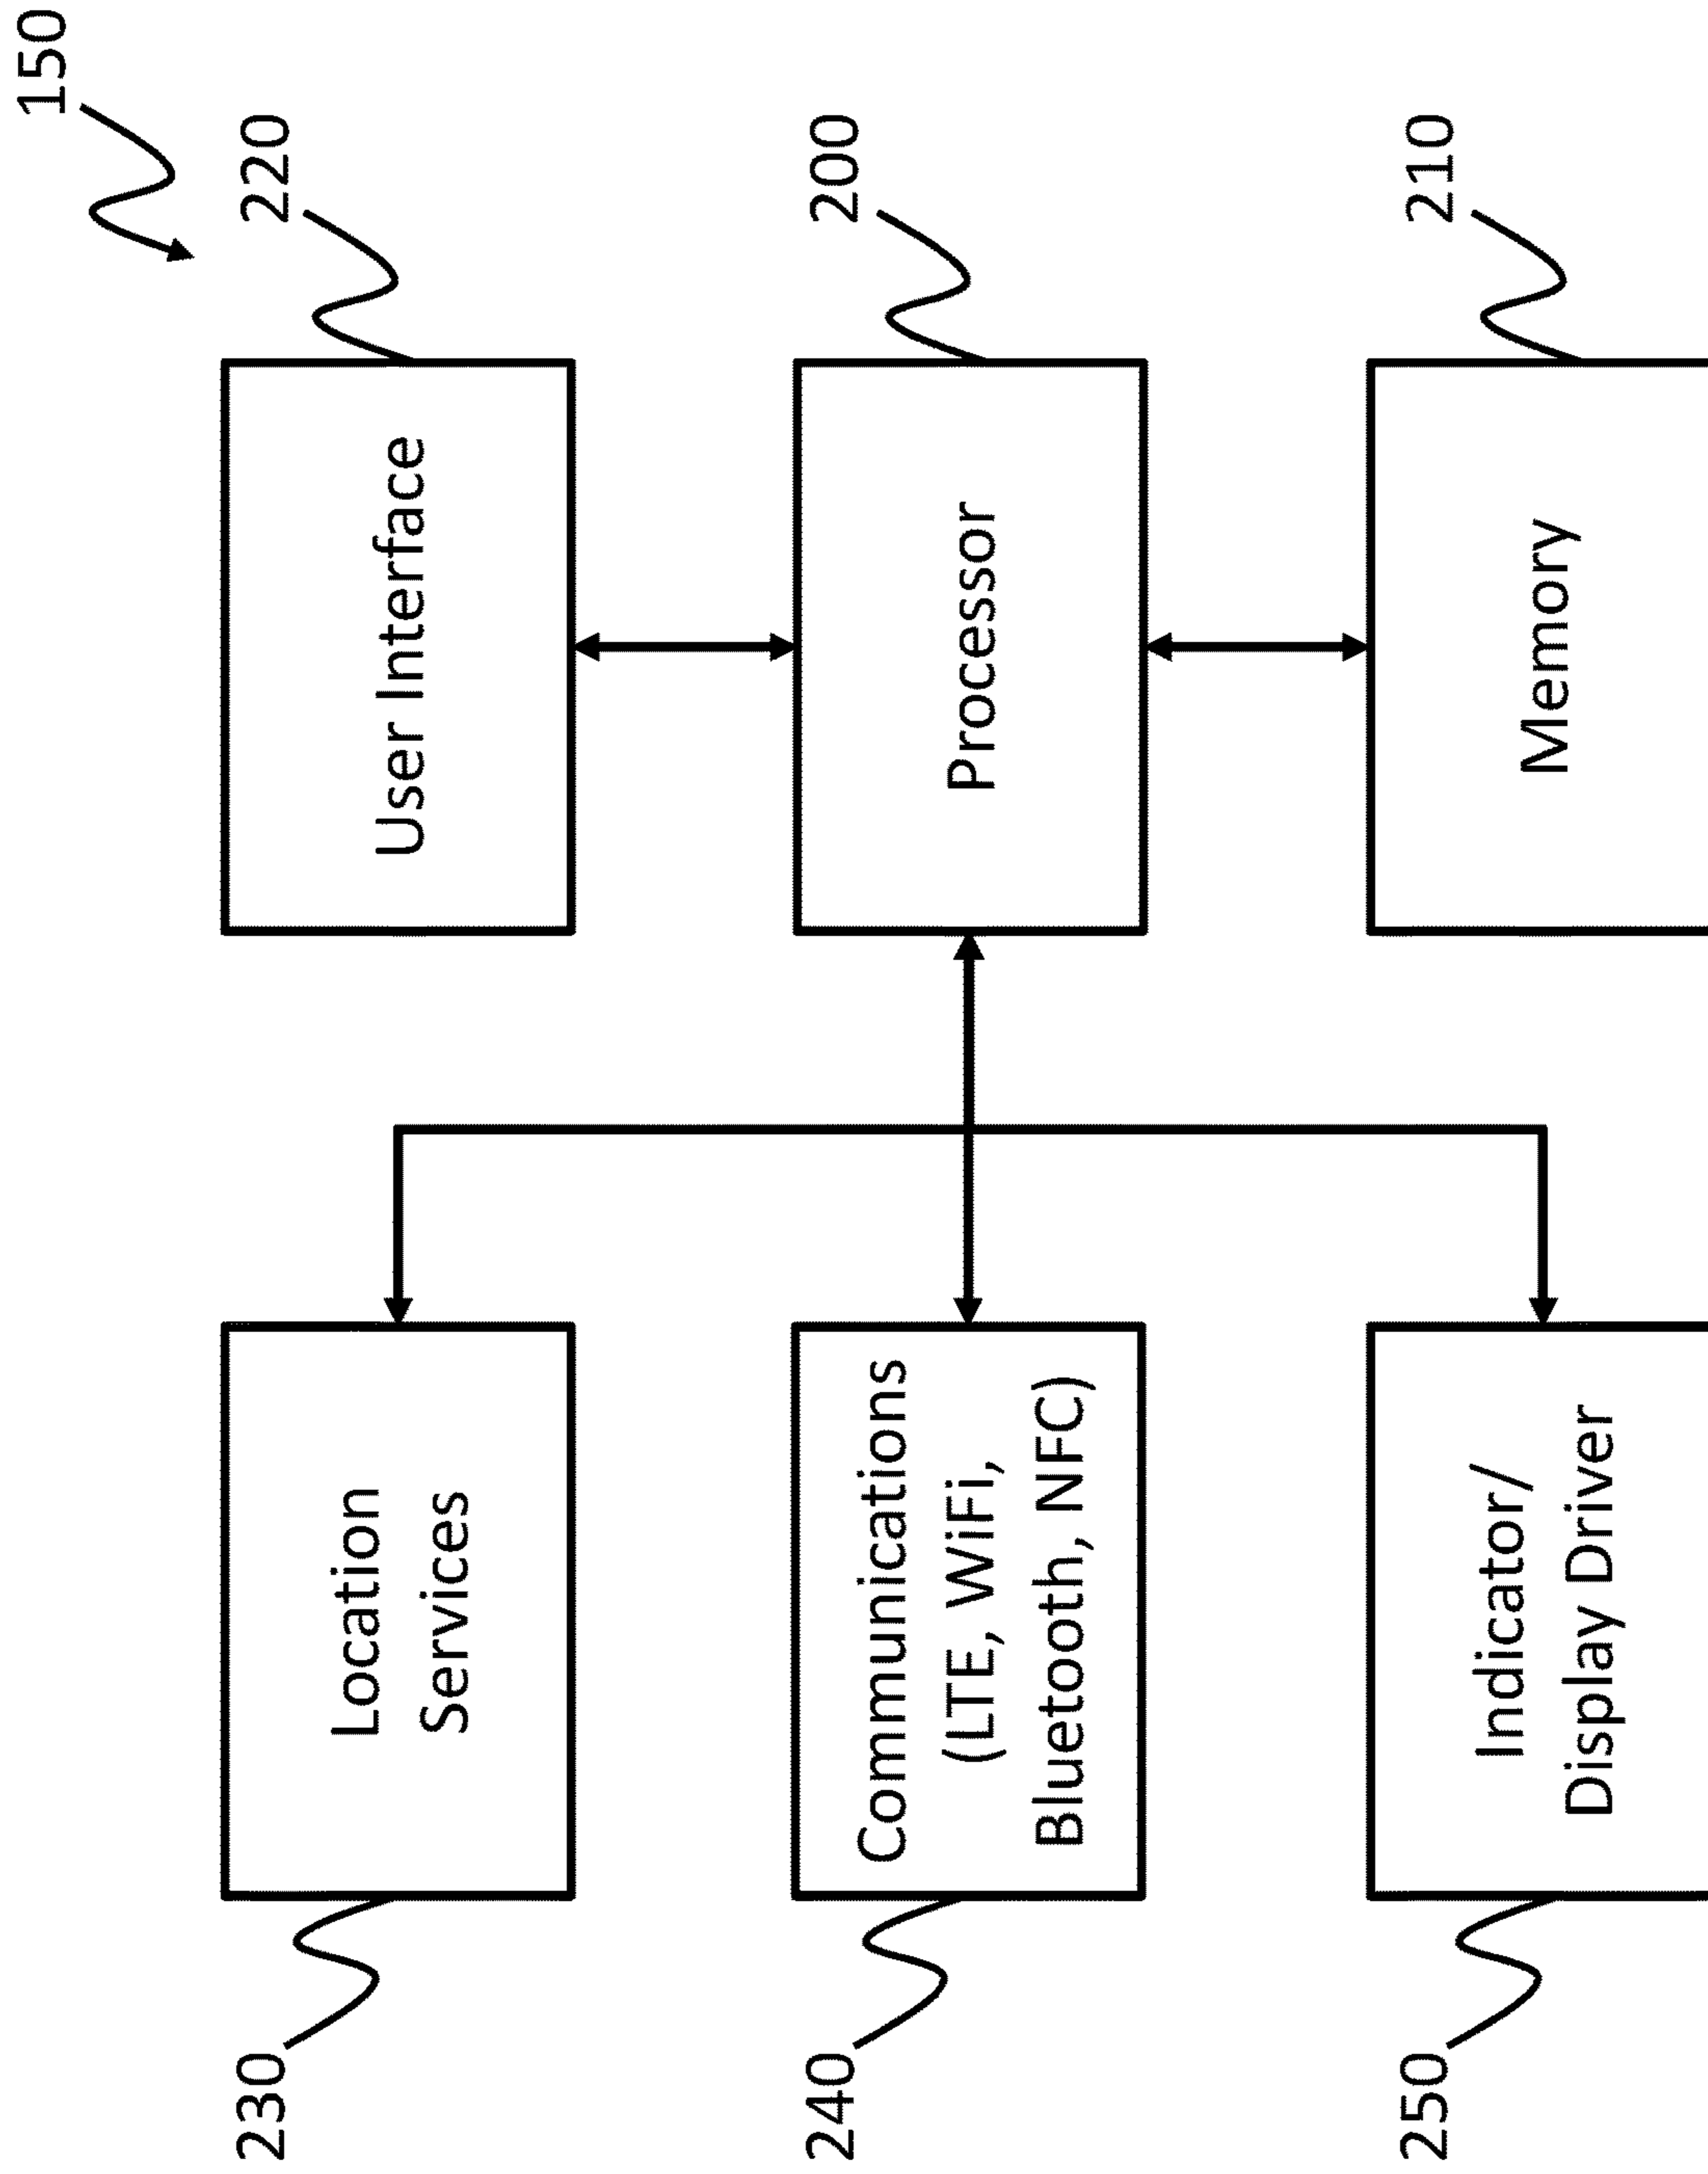 150
230
Location
Services
User Interface
220
240
Communications
(LTE, WiFi,
Bluetooth, NFC)
Processor
200
250
Indicator/
Display Driver
Memory
210